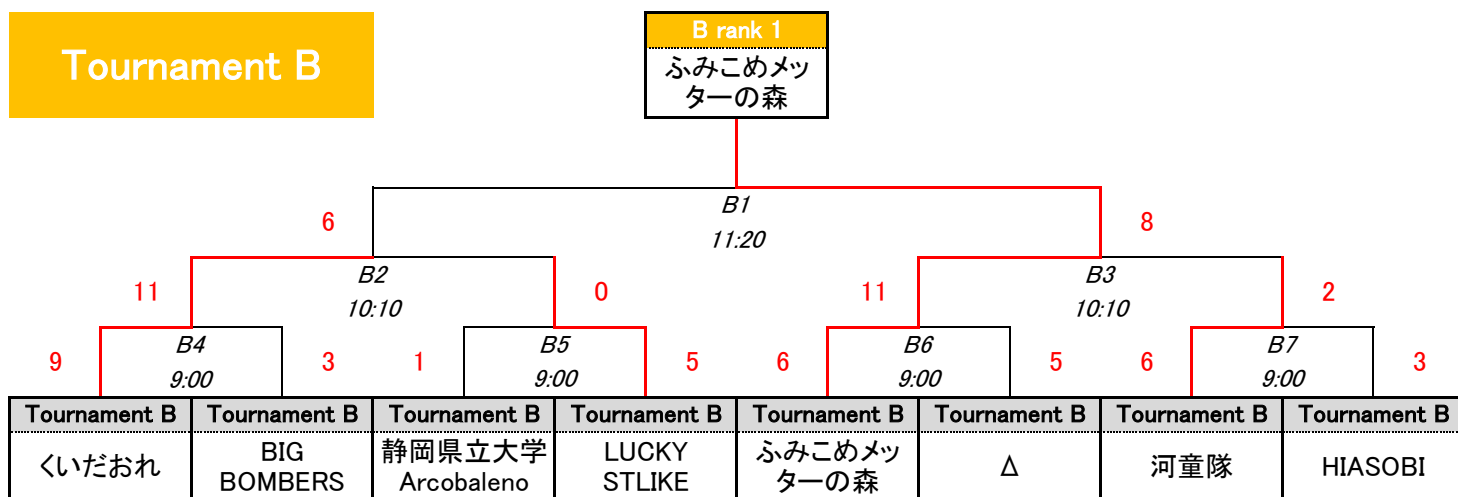 Tournament B
B rank 1
ふみこめメッ
ターの森
B1
6
8
11:20
B2
B3
11
0
11
2
10:10
10:10
B4
B5
B6
B7
9
3
1
5
6
5
6
3
9:00
9:00
9:00
9:00
Tournament B
Tournament B
Tournament B
Tournament B
Tournament B
Tournament B
Tournament B
Tournament B
くいだおれ
BIG
BOMBERS
静岡県立大学
Arcobaleno
LUCKY
STLIKE
ふみこめメッ
ターの森
Δ
河童隊
HIASOBI